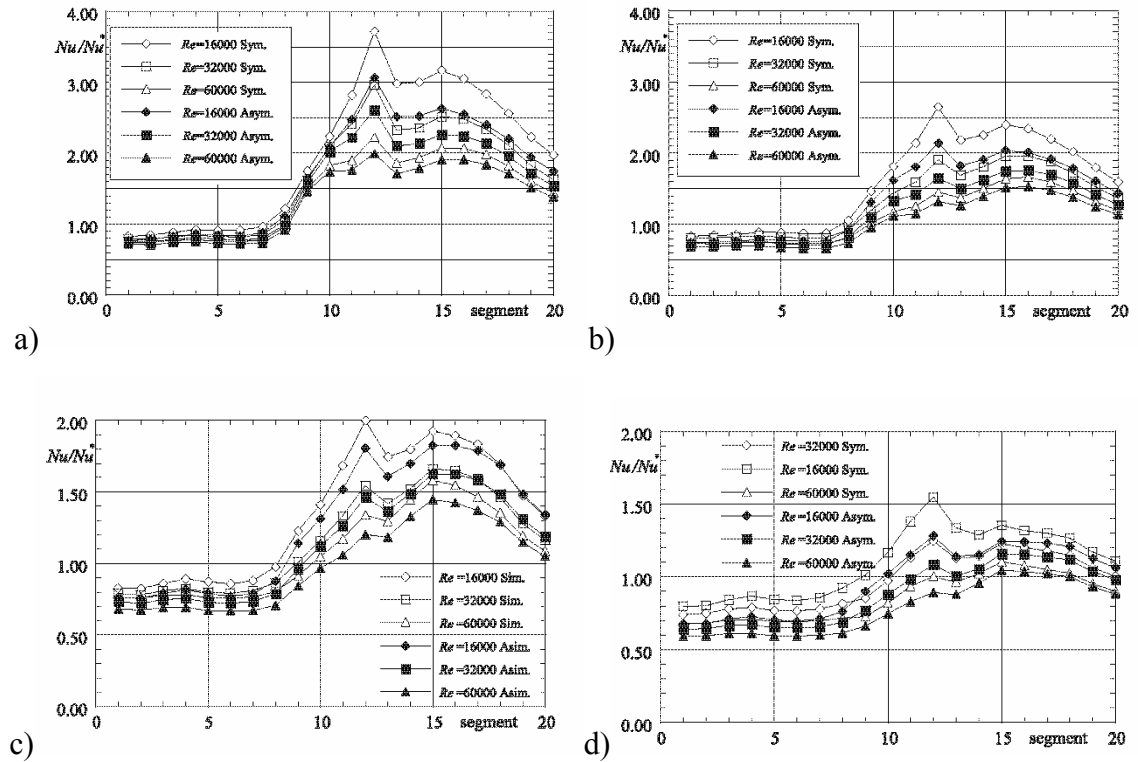 4.00
Nu/Nu*
Re=16000 Sym.
Re=32000 Sym.
Re=60000 Sym.
Re=16000 Asym.
Re=32000 Asym.
Re=60000 Asym.
3.00
2.00
1.00
0.00
0 5 10 15 segment 20
a)
4.00
Nu/Nu*
Re=16000 Sym.
Re=32000 Sym.
Re=60000 Sym.
Re=16000 Asym.
Re=32000 Asym.
Re=60000 Asym.
3.00
2.00
1.00
0.00
0 5 10 15 segment 20
b)
2.00
Nu/Nu*
1.50
1.00
0.50
0.00
Re=16000 Sim.
Re=32000 Sim.
Re=60000 Sim.
Re=16000 Asim.
Re=32000 Asim.
Re=60000 Asim.
0 5 10 15 segment 20
c)
2.00
Nu/Nu*
Re=32000 Sym.
Re=16000 Sym.
Re=60000 Sym.
Re=16000 Asym.
Re=32000 Asym.
Re=60000 Asym.
1.50
1.00
0.50
0.00
0 5 10 15 segment 20
d)